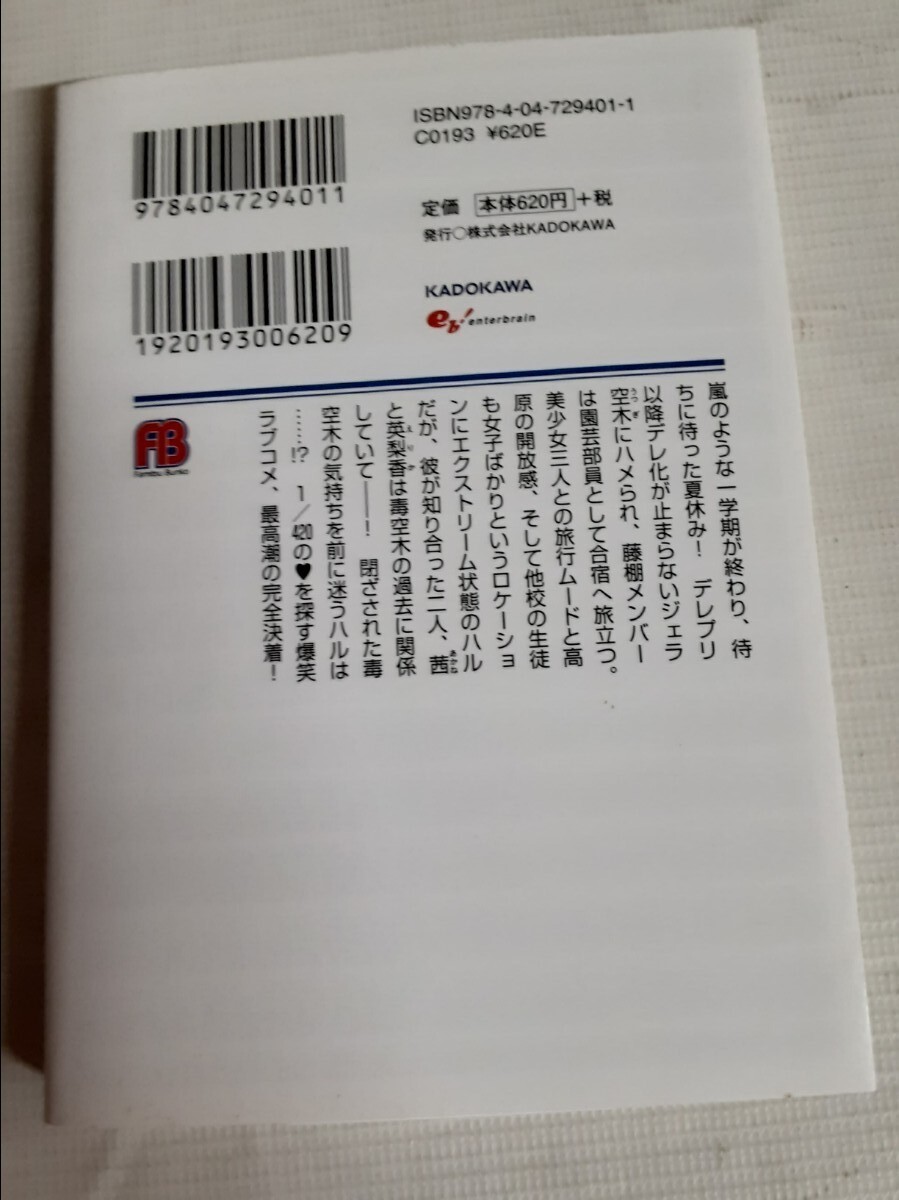 ISBN978-4-04-729401-1
C0193 ¥620E
9784047294011
定価 本体620円+税
発行○株式会社KADOKAWA
KADOKAWA
eb! enterbrain
1920193006209
FB
Famitsu Bunko
嵐のような一学期が終わり、待
ちに待った夏休み! デレプリ
以降デレ化が止まらないジェラ
空木にハメられ、藤棚メンバー
うつぎ
は園芸部員として合宿へ旅立つ。
美少女三人との旅行ムードと高
原の開放感、そして他校の生徒
も女子ばかりというロケーショ
ンにエクストリーム状態のハル
だが、彼が知り合った二人、茜
あかね
と英梨香は毒空木の過去に関係
えりか
していて――! 閉ざされた毒
空木の気持ちを前に迷うハルは
……!? 1/420の♥を探す爆笑
ラブコメ、最高潮の完全決着!